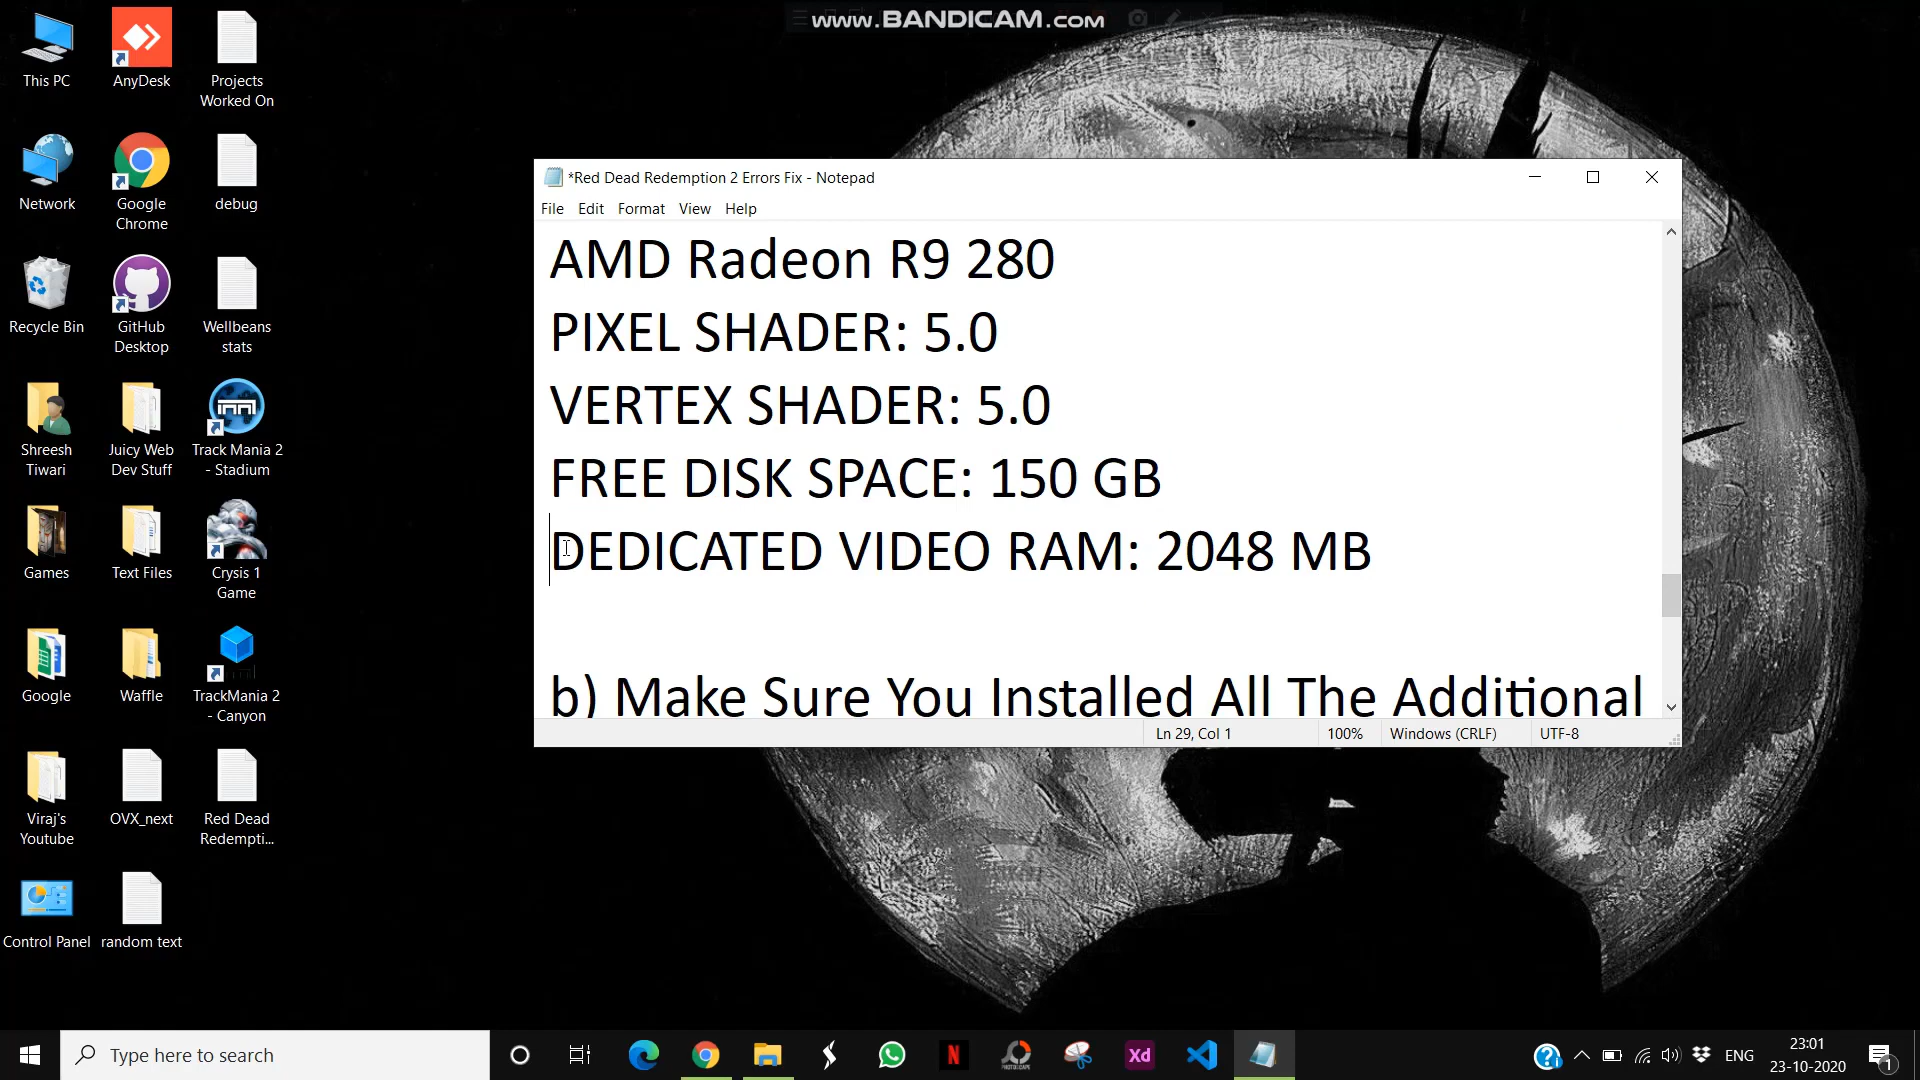 www.BANDICAM.com
This PC
AnyDesk
Projects
Worked On
Network
Google
Chrome
debug
Recycle Bin
GitHub
Desktop
Wellbeans
stats
Shreesh
Tiwari
Juicy Web
Dev Stuff
Track Mania 2
- Stadium
Games
Text Files
Crysis 1
Game
Google
Waffle
TrackMania 2
- Canyon
Viraj's
Youtube
OVX_next
Red Dead
Redempti...
Control Panel
random text
*Red Dead Redemption 2 Errors Fix - Notepad
File Edit Format View Help
AMD Radeon R9 280
PIXEL SHADER: 5.0
VERTEX SHADER: 5.0
FREE DISK SPACE: 150 GB
DEDICATED VIDEO RAM: 2048 MB
b) Make Sure You Installed All The Additional
Ln 29, Col 1 100% Windows (CRLF) UTF-8
Type here to search
N
PHOTOSCAPE
Xd
ENG
23:01
23-10-2020
1